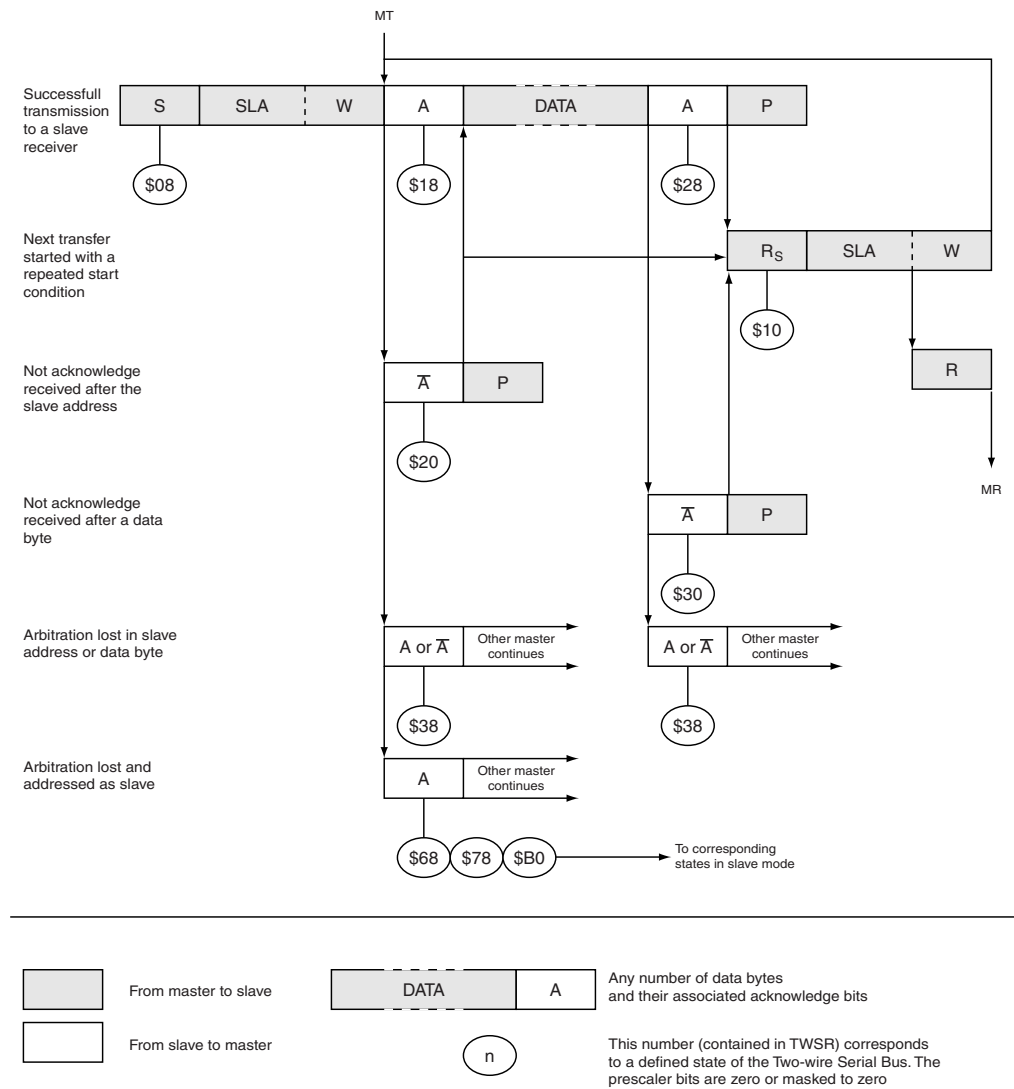 MT
Successfull
transmission
to a slave
receiver
S SLA W A DATA A P
$08 $18 $28
Next transfer
started with a
repeated start
condition
RS SLA W
$10
Not acknowledge
received after the
slave address
A̅ P
R
$20
MR
Not acknowledge
received after a data
byte
A̅ P
$30
Arbitration lost in slave
address or data byte
A or A̅
Other master
continues
A or A̅
Other master
continues
$38 $38
Arbitration lost and
addressed as slave
A
Other master
continues
$68 $78 $B0
To corresponding
states in slave mode
From master to slave
DATA A
Any number of data bytes
and their associated acknowledge bits
From slave to master
n
This number (contained in TWSR) corresponds
to a defined state of the Two-wire Serial Bus. The
prescaler bits are zero or masked to zero